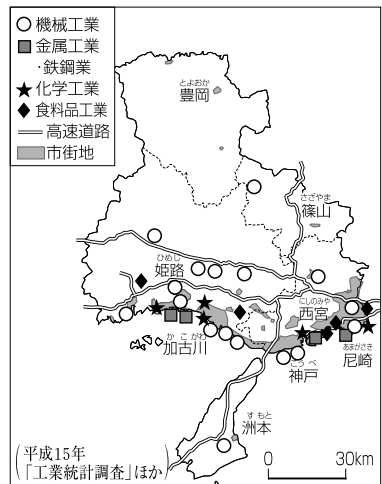 機械工業
金属工業
・鉄鋼業
化学工業
食料品工業
高速道路
市街地
とよおか
豊岡
ささやま
篠山
ひめじ
姫路
にしのみや
西宮
かこがわ
加古川
こうべ
神戸
あまがさき
尼崎
すもと
洲本
平成15年
「工業統計調査」ほか
0 30km